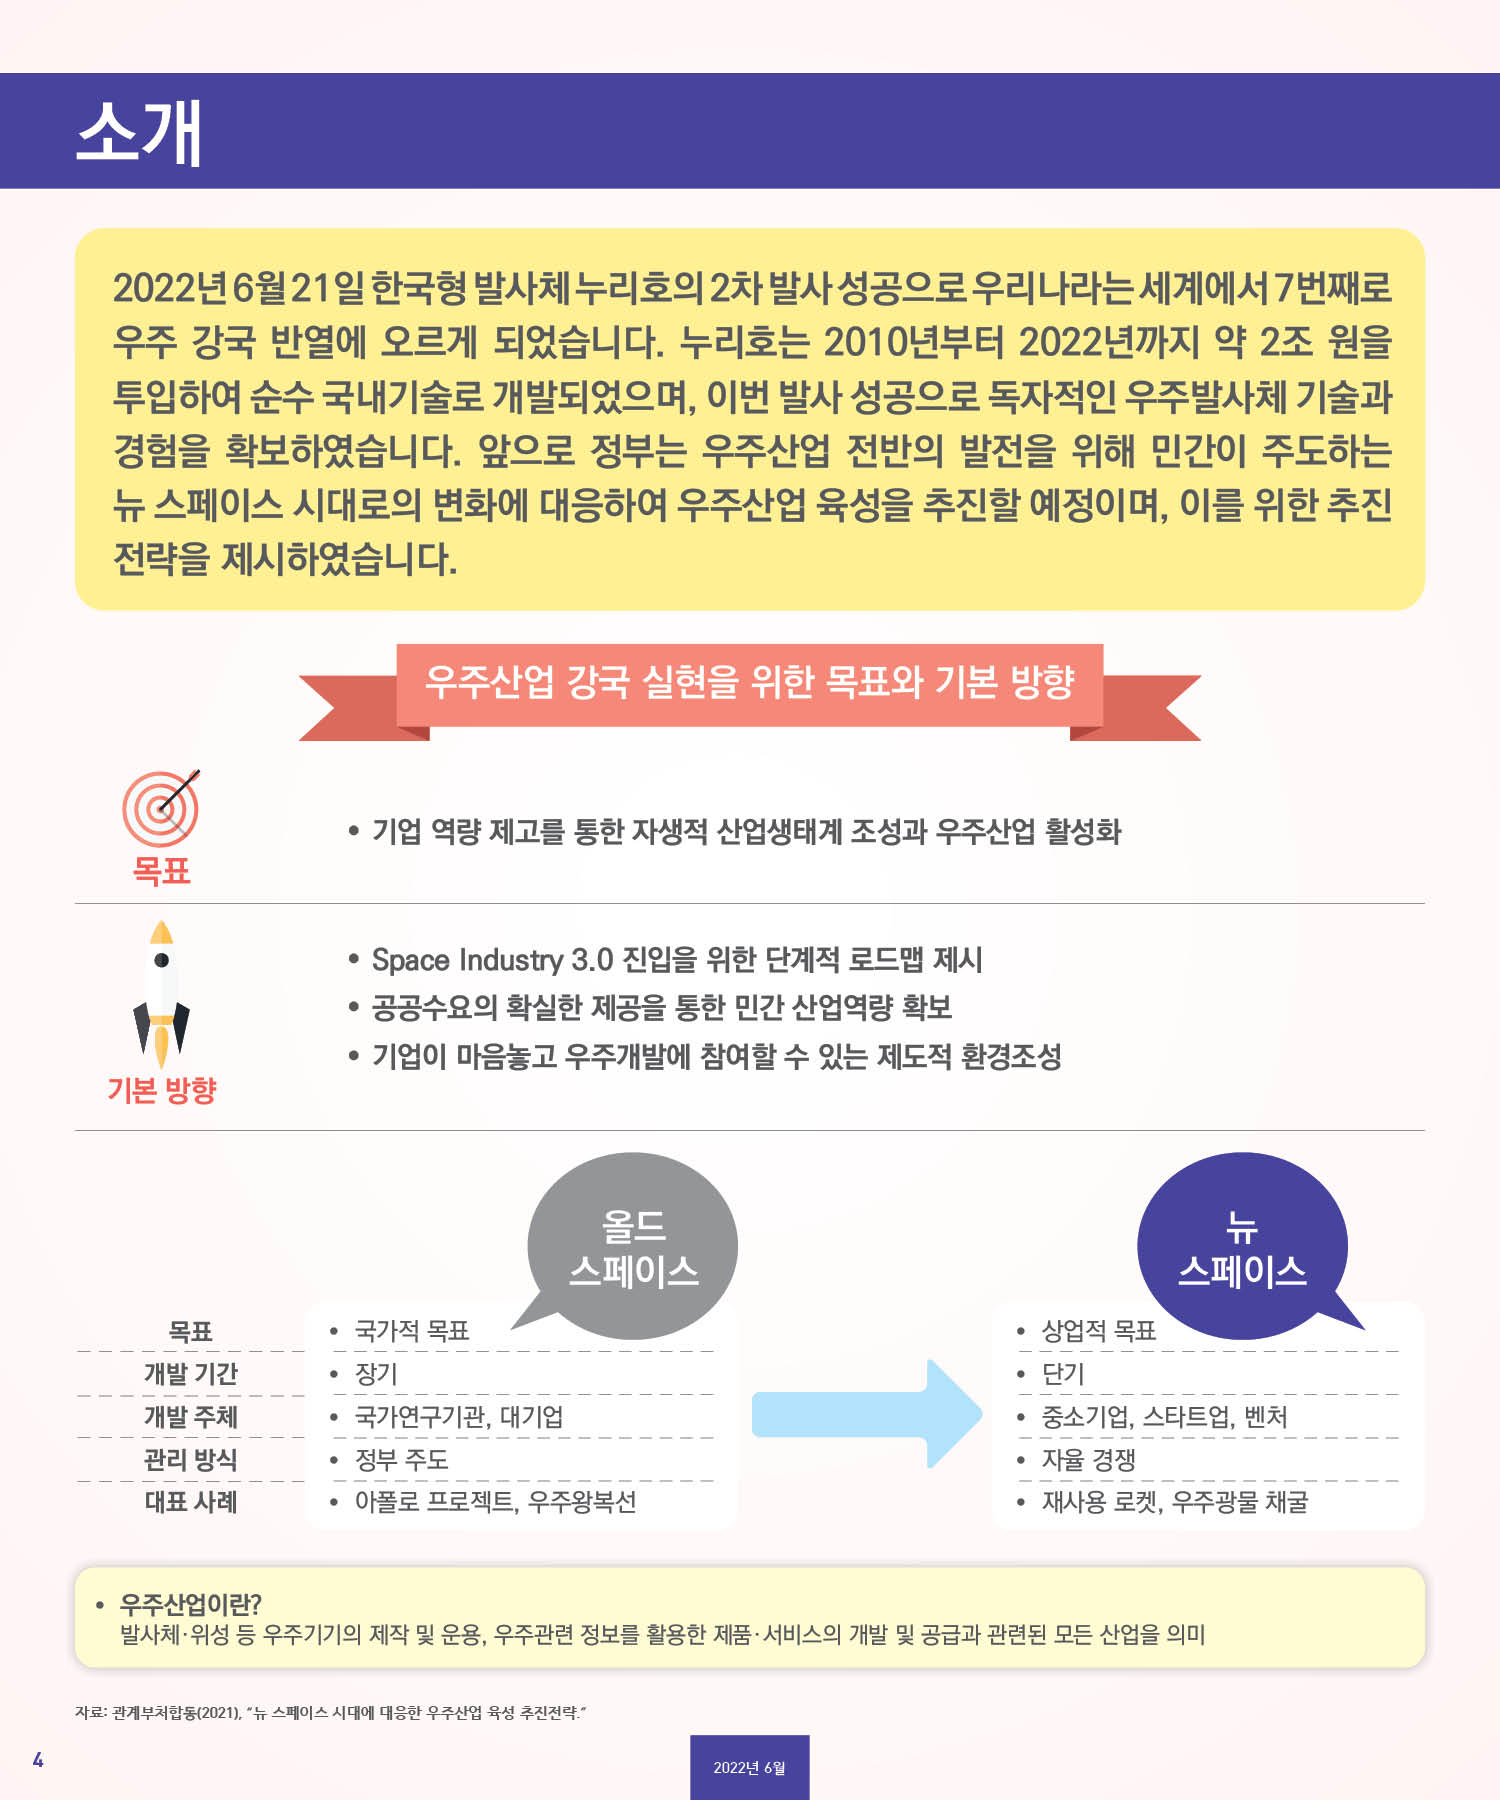 소개
2022년 6월 21일 한국형 발사체 누리호의 2차 발사 성공으로 우리나라는 세계에서 7번째로
우주 강국 반열에 오르게 되었습니다. 누리호는 2010년부터 2022년까지 약 2조 원을
투입하여 순수 국내기술로 개발되었으며, 이번 발사 성공으로 독자적인 우주발사체 기술과
경험을 확보하였습니다. 앞으로 정부는 우주산업 전반의 발전을 위해 민간이 주도하는
뉴 스페이스 시대로의 변화에 대응하여 우주산업 육성을 추진할 예정이며, 이를 위한 추진
전략을 제시하였습니다.
우주산업 강국 실현을 위한 목표와 기본 방향
목표
• 기업 역량 제고를 통한 자생적 산업생태계 조성과 우주산업 활성화
기본 방향
• Space Industry 3.0 진입을 위한 단계적 로드맵 제시
• 공공수요의 확실한 제공을 통한 민간 산업역량 확보
• 기업이 마음놓고 우주개발에 참여할 수 있는 제도적 환경조성
올드
스페이스
뉴
스페이스
목표 • 국가적 목표 • 상업적 목표
개발 기간 • 장기 • 단기
개발 주체 • 국가연구기관, 대기업 • 중소기업, 스타트업, 벤처
관리 방식 • 정부 주도 • 자율 경쟁
대표 사례 • 아폴로 프로젝트, 우주왕복선 • 재사용 로켓, 우주광물 채굴
• 우주산업이란?
발사체·위성 등 우주기기의 제작 및 운용, 우주관련 정보를 활용한 제품·서비스의 개발 및 공급과 관련된 모든 산업을 의미
자료: 관계부처합동(2021), “뉴 스페이스 시대에 대응한 우주산업 육성 추진전략.”
4
2022년 6월